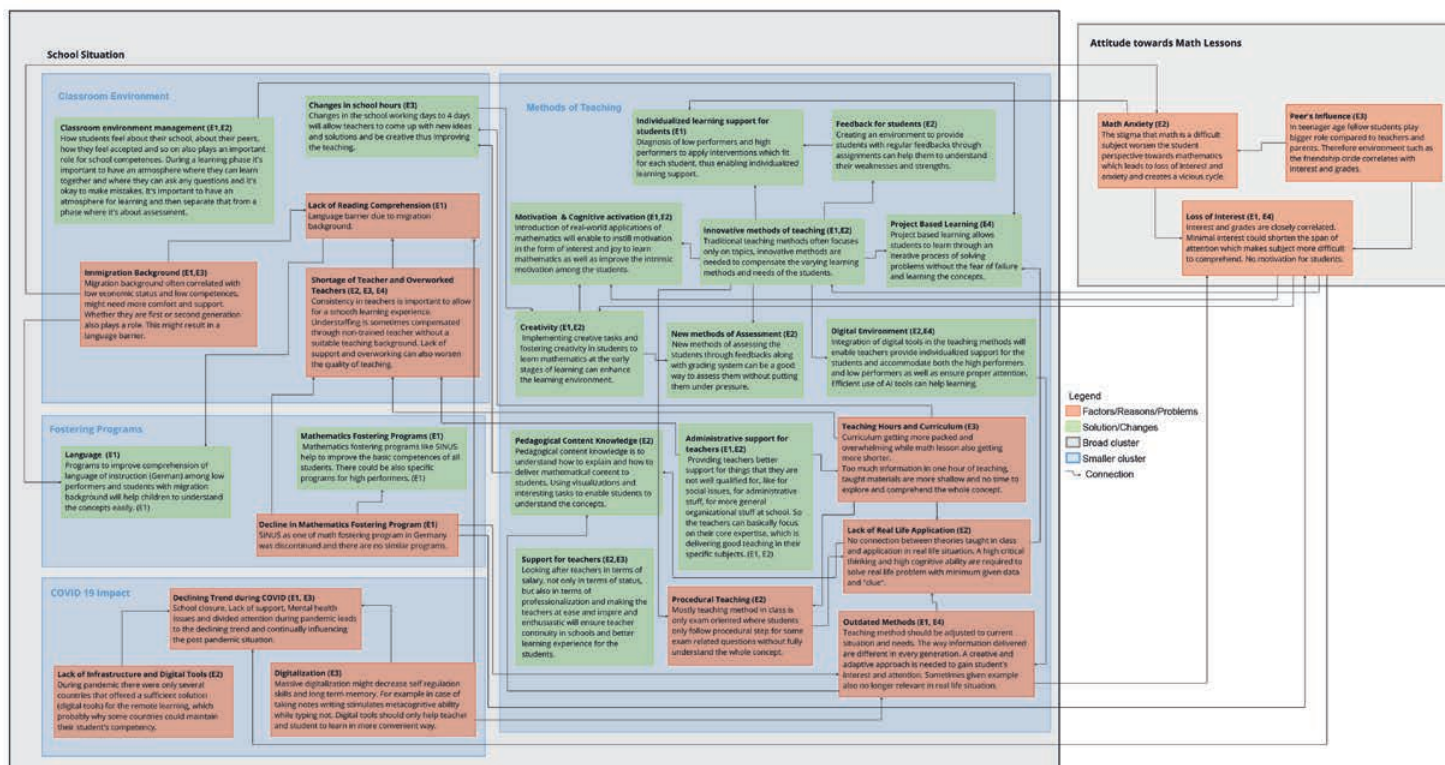 School Situation
Classroom Environment
Classroom environment management (E1,E2)
How students feel about their school, about their peers,
how they feel accepted and so on also plays an important
role for school competences. During a learning phase it's
important to have an atmosphere where they can learn
together and where they can ask any questions and it's
okay to make mistakes. It's important to have an
atmosphere for learning and then separate that from a
phase where it's about assessment.
Changes in school hours (E3)
Changes in the school working days to 4 days
will allow teachers to come up with new ideas
and solutions and be creative thus improving
the teaching.
Lack of Reading Comprehension (E1)
Language barrier due to migration
background.
Immigration Background (E1,E3)
Migration background often correlated with
low economic status and low competences,
might need more comfort and support.
Whether they are first or second generation
also plays a role. This might result in a
language barrier.
Shortage of Teacher and Overworked
Teachers (E2, E3, E4)
Consistency in teachers is important to allow
for a smooth learning experience.
Understaffing is sometimes compensated
through non-trained teacher without a
suitable teaching background. Lack of
support and overworking can also worsen
the quality of teaching.
Fostering Programs
Language (E1)
Programs to improve comprehension of
language of instruction (German) among low
performers and students with migration
background will help children to understand
the concepts easily. (E1)
Mathematics Fostering Programs (E1)
Mathematics fostering programs like SINUS
help to improve the basic competences of all
students. There could be also specific
programs for high performers. (E1)
Decline in Mathematics Fostering Program (E1)
SINUS as one of math fostering program in Germany
was discontinued and there are no similar programs.
COVID 19 Impact
Declining Trend during COVID (E1, E3)
School closure, Lack of support, Mental health
issues and divided attention during pandemic leads
to the declining trend and continually influencing the
post pandemic situation.
Lack of Infrastructure and Digital Tools (E2)
During pandemic there were only several
countries that offered a sufficient solution
(digital tools) for the remote learning, which
probably why some countries could maintain
their student's competency.
Digitalization (E3)
Massive digitalization might decrease self regulation
skills and long term memory. For example in case of
taking notes writing stimulates metacognitive ability
while typing not. Digital tools should only help teacher
and student to learn in more convenient way.
Methods of Teaching
Individualized learning support for
students (E1)
Diagnosis of low performers and high
performers to apply interventions which fit
for each student, thus enabling individualized
learning support.
Feedback for students (E2)
Creating an environment to provide
students with regular feedbacks through
assignments can help them to understand
their weaknesses and strengths.
Motivation & Cognitive activation (E1,E2)
Introduction of real-world applications of
mathematics will enable to instill motivation
in the form of interest and joy to learn
mathematics as well as improve the intrinsic
motivation among the students.
Innovative methods of teaching (E1,E2)
Traditional teaching methods often focuses
only on topics, innovative methods are
needed to compensate the varying learning
methods and needs of the students.
Project Based Learning (E4)
Project based learning allows
students to learn through an
iterative process of solving
problems without the fear of failure
and learning the concepts.
Creativity (E1,E2)
Implementing creative tasks and
fostering creativity in students to
learn mathematics at the early
stages of learning can enhance
the learning environment.
New methods of Assessment (E2)
New methods of assessing the
students through feedbacks along
with grading system can be a good
way to assess them without putting
them under pressure.
Digital Environment (E2,E4)
Integration of digital tools in the teaching methods will
enable teachers provide individualized support for the
students and accommodate both the high performers
and low performers as well as ensure proper attention.
Efficient use of AI tools can help learning.
Pedagogical Content Knowledge (E2)
Pedagogical content knowledge is to
understand how to explain and how to
deliver mathematical content to
students. Using visualizations and
interesting tasks to enable students to
understand the concepts.
Administrative support for
teachers (E1,E2)
Providing teachers better
support for things that they are
not well qualified for, like for
social issues, for administrative
stuff, for more general
organizational stuff at school.
So the teachers can basically focus
on their core expertise, which is
delivering good teaching in their
specific subjects. (E1, E2)
Teaching Hours and Curriculum (E3)
Curriculum getting more packed and
overwhelming while math lesson also getting
more shorter.
Too much information in one hour of teaching,
taught materials are more shallow and no time to
explore and comprehend the whole concept.
Lack of Real Life Application (E2)
No connection between theories taught in class
and application in real life situation. A high critical
thinking and high cognitive ability are required to
solve real life problem with minimum given data
and "clue".
Support for teachers (E2,E3)
Looking after teachers in terms of
salary, not only in terms of status,
but also in terms of
professionalization and making the
teachers at ease and inspire and
enthusiastic will ensure teacher
continuity in schools and better
learning experience for the
students.
Procedural Teaching (E2)
Mostly teaching method in class is
only exam oriented where students
only follow procedural step for some
exam related questions without fully
understand the whole concept.
Outdated Methods (E1, E4)
Teaching method should be adjusted to current
situation and needs. The way information delivered
are different in every generation. A creative and
adaptive approach is needed to gain student's
interest and attention. Sometimes given example
also no longer relevant in real life situation.
Attitude towards Math Lessons
Math Anxiety (E2)
The stigma that math is a difficult
subject worsen the student
perspective towards mathematics
which leads to loss of interest and
anxiety and creates a vicious cycle.
Peer's Influence (E3)
In teenager age fellow students play
bigger role compared to teachers and
parents. Therefore environment such as
the friendship circle correlates with
interest and grades.
Loss of Interest (E1, E4)
Interest and grades are closely correlated.
Minimal interest could shorten the span of
attention which makes subject more difficult
to comprehend. No motivation for students.
Legend
Factors/Reasons/Problems
Solution/Changes
Broad cluster
Smaller cluster
Connection